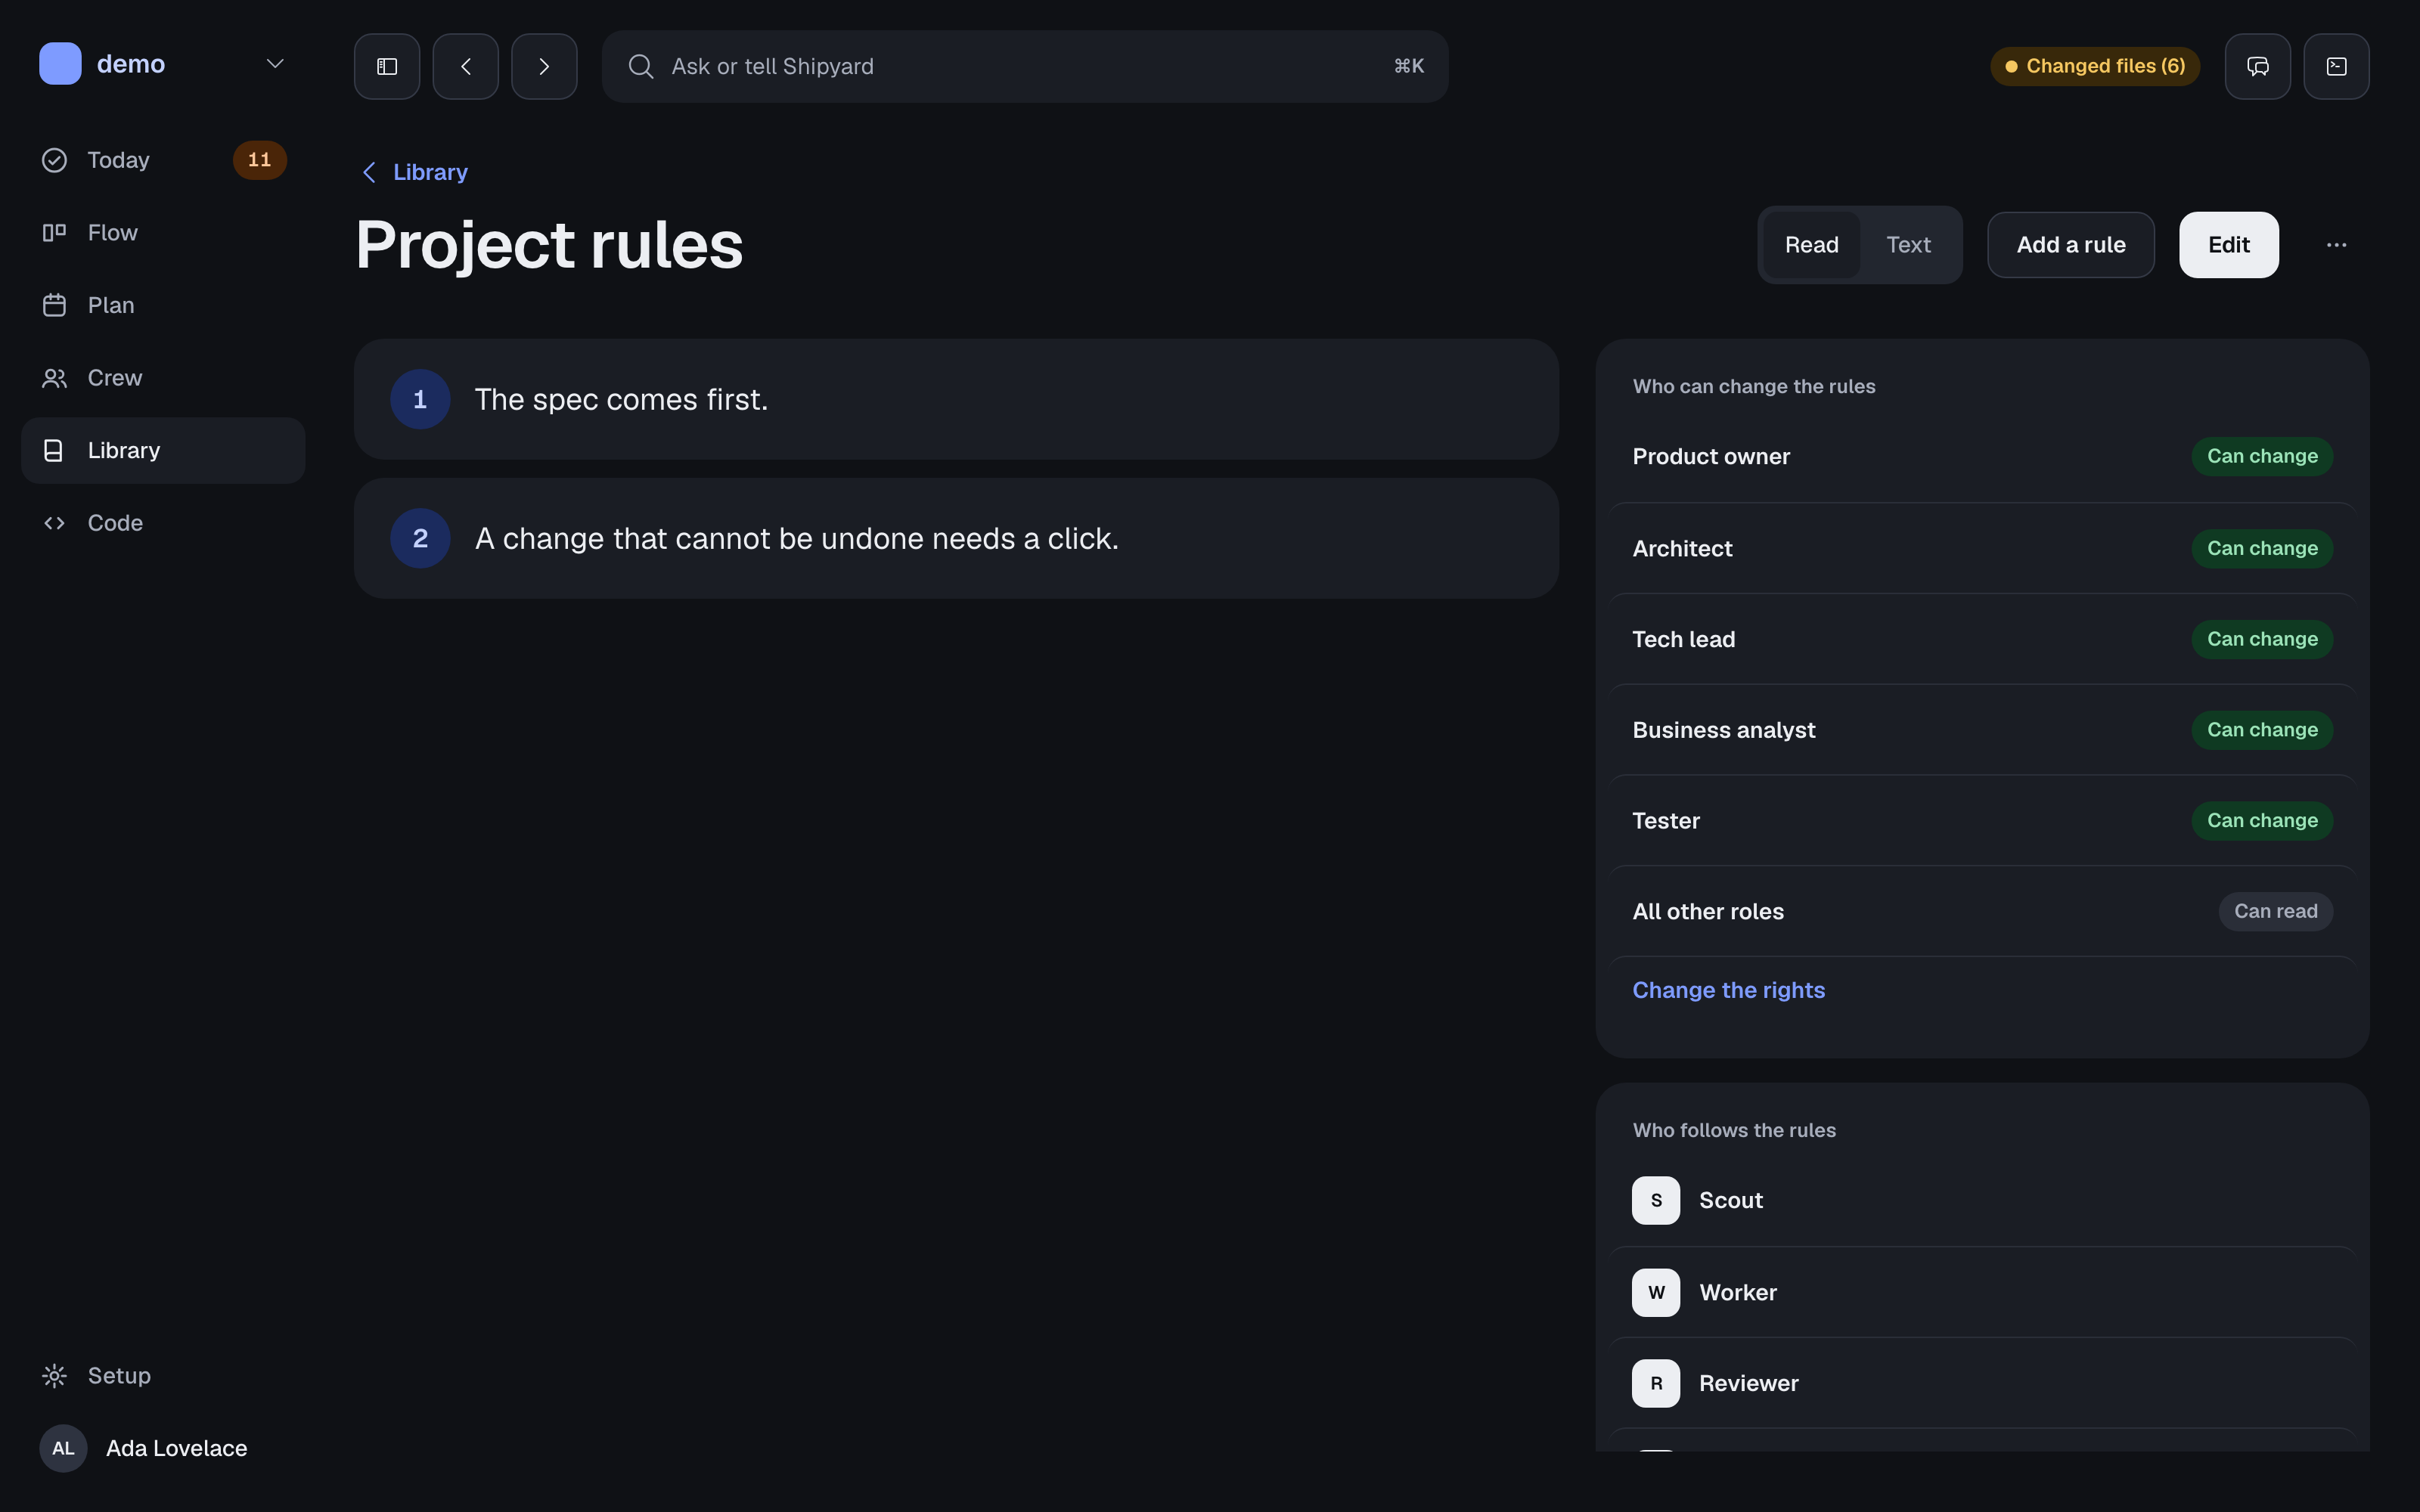 demo
Ask or tell Shipyard
⌘K
Changed files (6)
Today
11
Flow
Plan
Crew
Library
Code
Setup
AL
Ada Lovelace
Library
Project rules
Read
Text
Add a rule
Edit
1
The spec comes first.
2
A change that cannot be undone needs a click.
Who can change the rules
Product owner
Can change
Architect
Can change
Tech lead
Can change
Business analyst
Can change
Tester
Can change
All other roles
Can read
Change the rights
Who follows the rules
S
Scout
W
Worker
R
Reviewer